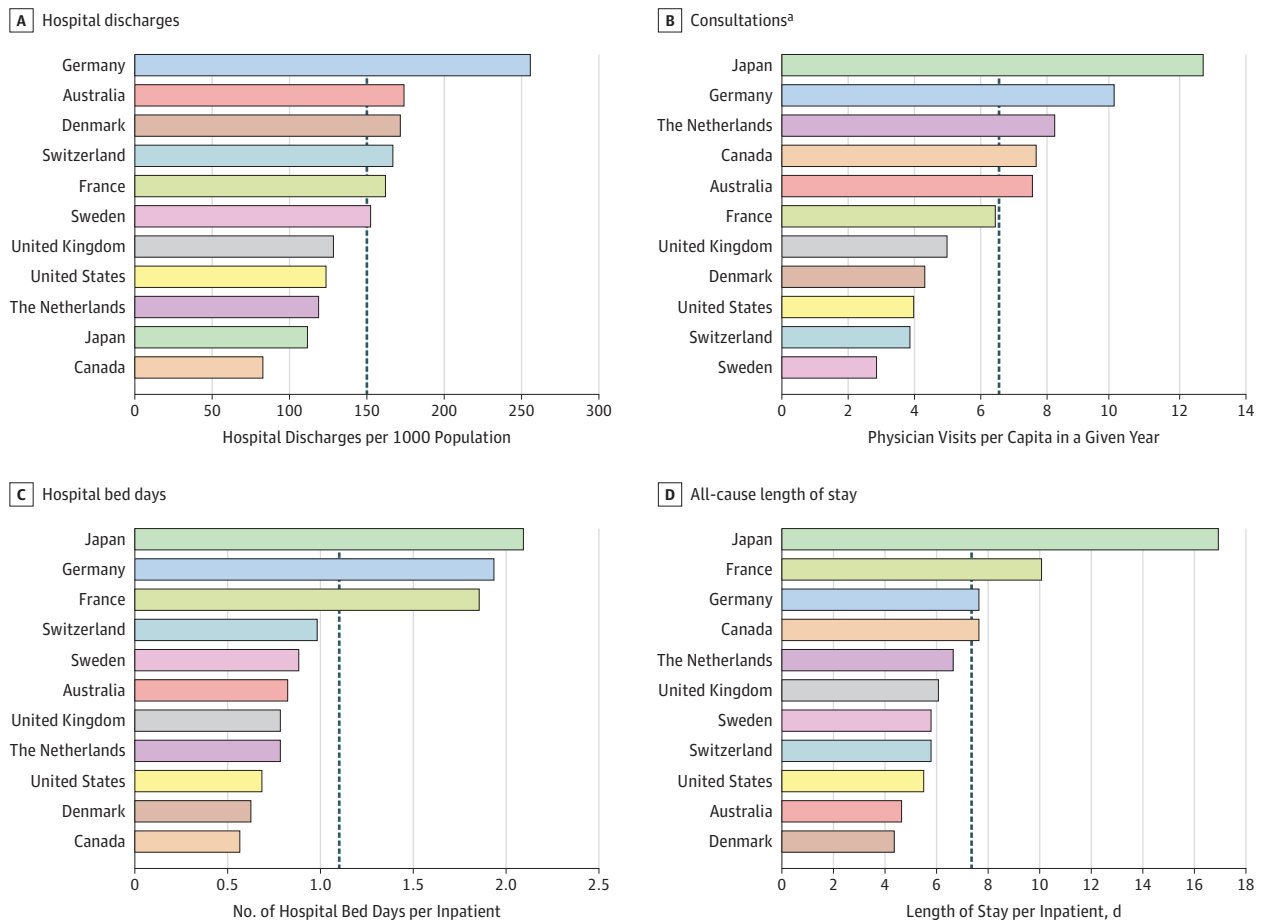 A Hospital discharges
Germany
Australia
Denmark
Switzerland
France
Sweden
United Kingdom
United States
The Netherlands
Japan
Canada
0 50 100 150 200 250 300
Hospital Discharges per 1000 Population
B Consultationsª
Japan
Germany
The Netherlands
Canada
Australia
France
United Kingdom
Denmark
United States
Switzerland
Sweden
0 2 4 6 8 10 12 14
Physician Visits per Capita in a Given Year
C Hospital bed days
Japan
Germany
France
Switzerland
Sweden
Australia
United Kingdom
The Netherlands
United States
Denmark
Canada
0 0.5 1.0 1.5 2.0 2.5
No. of Hospital Bed Days per Inpatient
D All-cause length of stay
Japan
France
Germany
Canada
The Netherlands
United Kingdom
Sweden
Switzerland
United States
Australia
Denmark
0 2 4 6 8 10 12 14 16 18
Length of Stay per Inpatient, d